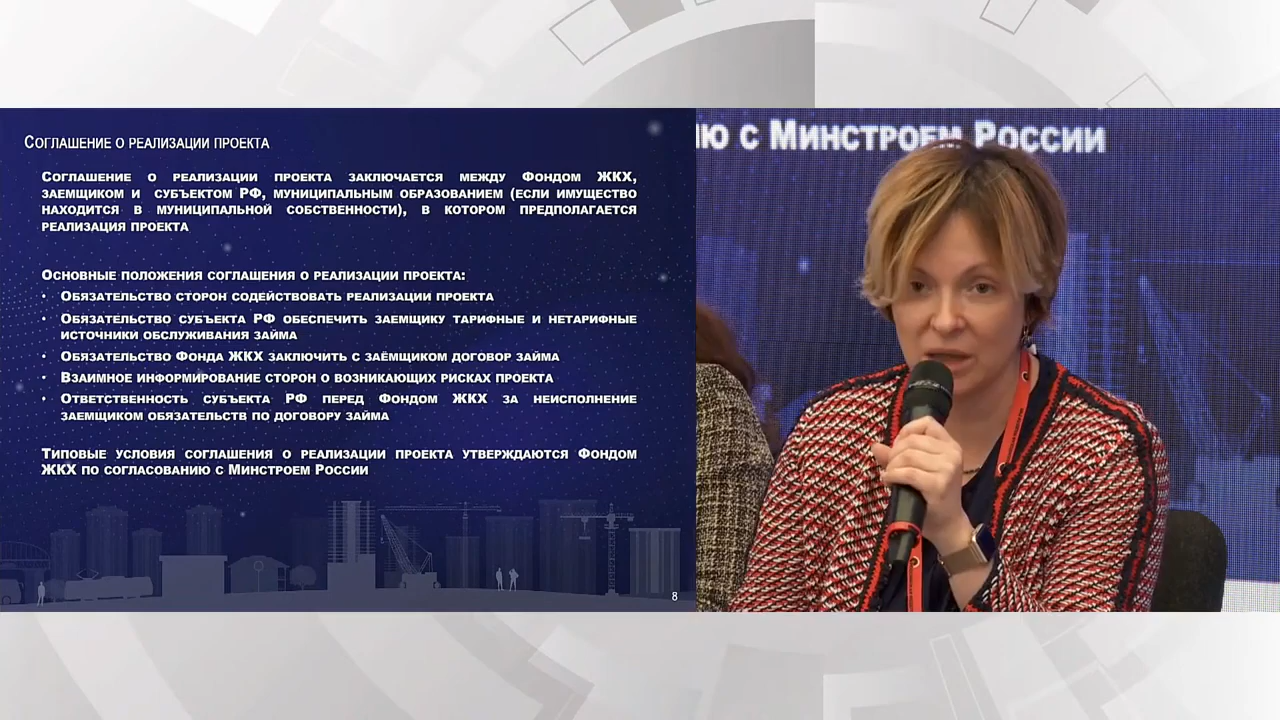 Соглашение о реализации проекта
Соглашение о реализации проекта заключается между Фондом ЖКХ,
заемщиком и субъектом РФ, муниципальным образованием (если имущество
находится в муниципальной собственности), в котором предполагается
реализация проекта
Основные положения соглашения о реализации проекта:
• Обязательство сторон содействовать реализации проекта
• Обязательство субъекта РФ обеспечить заемщику тарифные и нетарифные
источники обслуживания займа
• Обязательство Фонда ЖКХ заключить с заёмщиком договор займа
• Взаимное информирование сторон о возникающих рисках проекта
• Ответственность субъекта РФ перед Фондом ЖКХ за неисполнение
заемщиком обязательств по договору займа
Типовые условия соглашения о реализации проекта утверждаются Фондом
ЖКХ по согласованию с Минстроем России
8
ю с Минстроем России